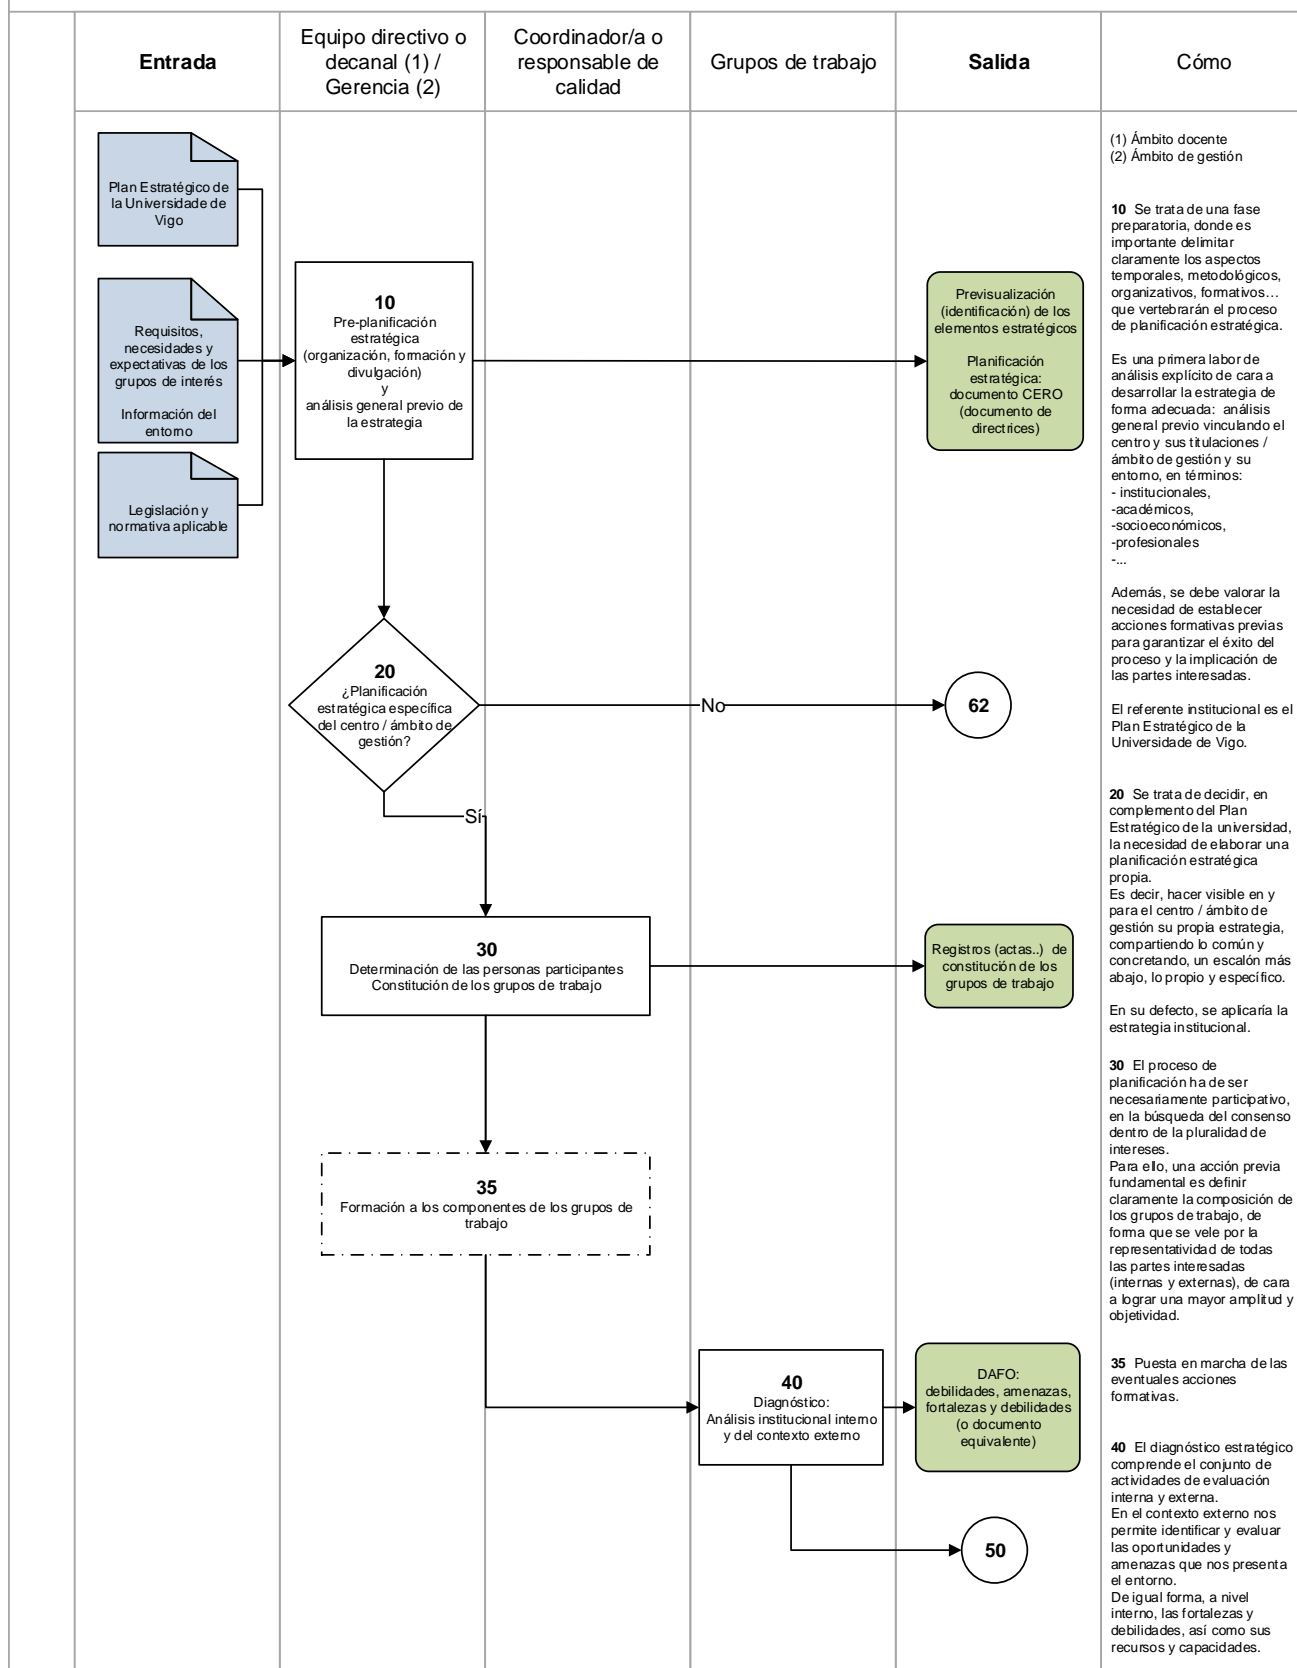 Entrada
Equipo directivo o
decanal (1) /
Gerencia (2)
Coordinador/a o
responsable de
calidad
Grupos de trabajo
Salida
Cómo
Plan Estratégico de
la Universidade de
Vigo
Requisitos,
necesidades y
expectativas de los
grupos de interés
Información del
entorno
Legislación y
normativa aplicable
10
Pre-planificación
estratégica
(organización, formación y
divulgación)
y
análisis general previo de
la estrategia
Previsualización
(identificación) de los
elementos estratégicos
Planificación
estratégica:
documento CERO
(documento de
directrices)
20
¿Planificación
estratégica específica
del centro / ámbito de
gestión?
No
62
Sí
30
Determinación de las personas participantes
Constitución de los grupos de trabajo
Registros (actas..)  de
constitución de los
grupos de trabajo
35
Formación a los componentes de los grupos de
trabajo
40
Diagnóstico:
Análisis institucional interno
y del contexto externo
DAFO:
debilidades, amenazas,
fortalezas y debilidades
(o documento
equivalente)
50
(1) Ámbito docente
(2) Ámbito de gestión
10  Se trata de una fase
preparatoria, donde es
importante delimitar
claramente los aspectos
temporales, metodológicos,
organizativos, formativos…
que vertebrarán el proceso
de planificación estratégica.
Es una primera labor de
análisis explícito de cara a
desarrollar la estrategia de
forma adecuada:  análisis
general previo vinculando el
centro y sus titulaciones /
ámbito de gestión y su
entorno, en términos:
- institucionales,
-académicos,
-socioeconómicos,
-profesionales
-...
Además, se debe valorar la
necesidad de establecer
acciones formativas previas
para garantizar el éxito del
proceso y la implicación de
las partes interesadas.
El referente institucional es el
Plan Estratégico de la
Universidade de Vigo.
20  Se trata de decidir, en
complemento del Plan
Estratégico de la universidad,
la necesidad de elaborar una
planificación estratégica
propia.
Es decir, hacer visible en y
para el centro / ámbito de
gestión su propia estrategia,
compartiendo lo común y
concretando, un escalón más
abajo, lo propio y específico.
En su defecto, se aplicaría la
estrategia institucional.
30  El proceso de
planificación ha de ser
necesariamente participativo,
en la búsqueda del consenso
dentro de la pluralidad de
intereses.
Para ello, una acción previa
fundamental es definir
claramente la composición de
los grupos de trabajo, de
forma que se vele por la
representatividad de todas
las partes interesadas
(internas y externas), de cara
a lograr una mayor amplitud y
objetividad.
35  Puesta en marcha de las
eventuales acciones
formativas.
40  El diagnóstico estratégico
comprende el conjunto de
actividades de evaluación
interna y externa.
En el contexto externo nos
permite identificar y evaluar
las oportunidades y
amenazas que nos presenta
el entorno.
De igual forma, a nivel
interno, las fortalezas y
debilidades, así como sus
recursos y capacidades.